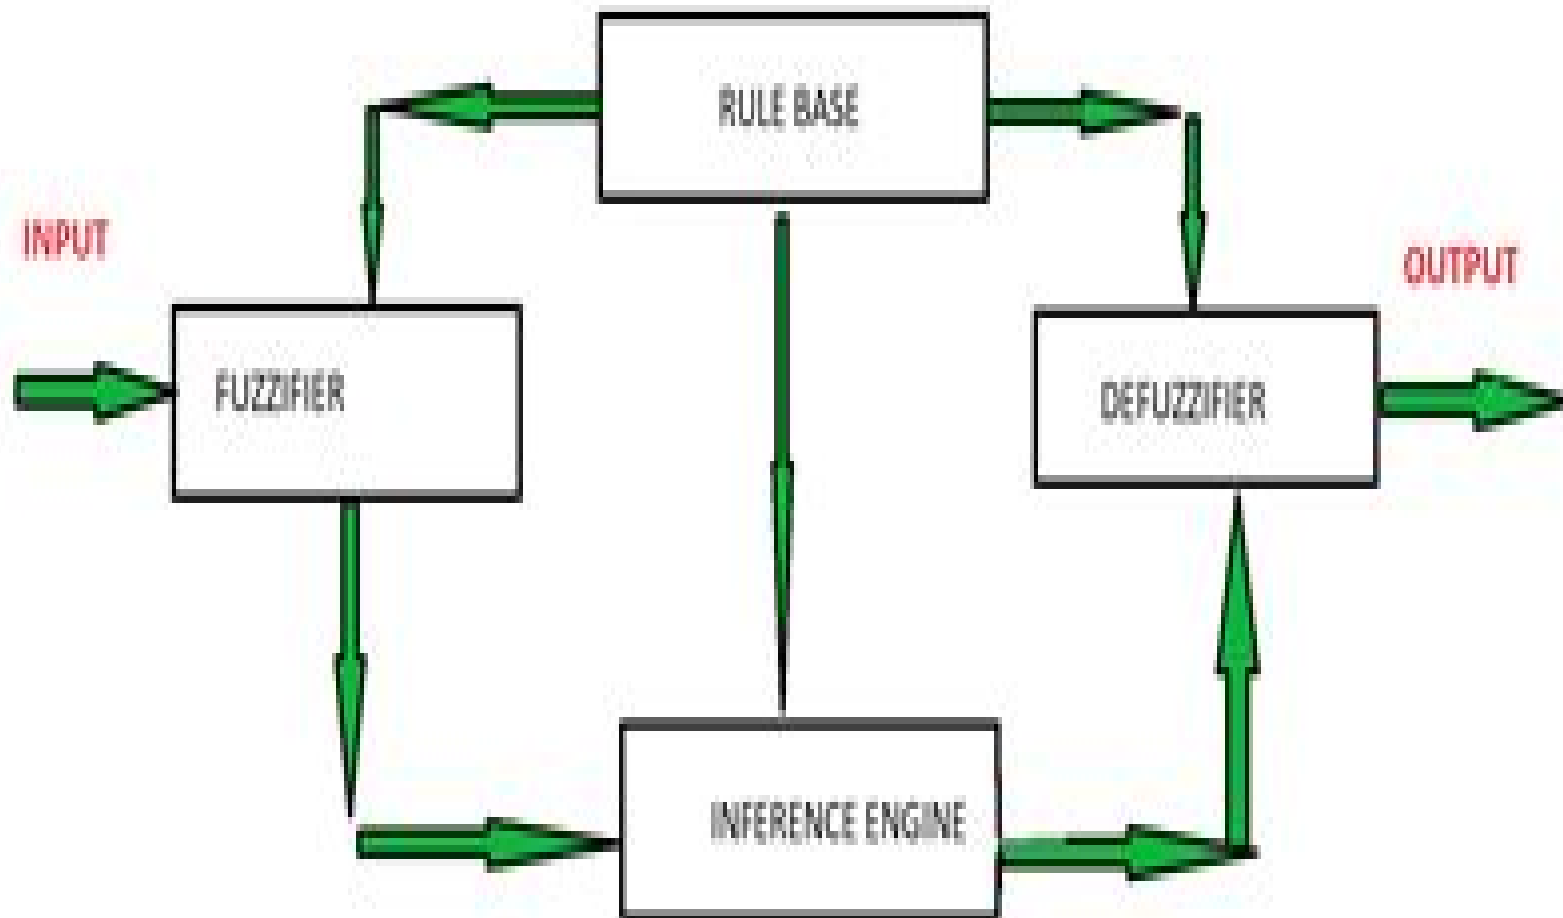 RULE BASE
INPUT
OUTPUT
FUZZIFIER
DEFUZZIFIER
INFERENCE ENGINE